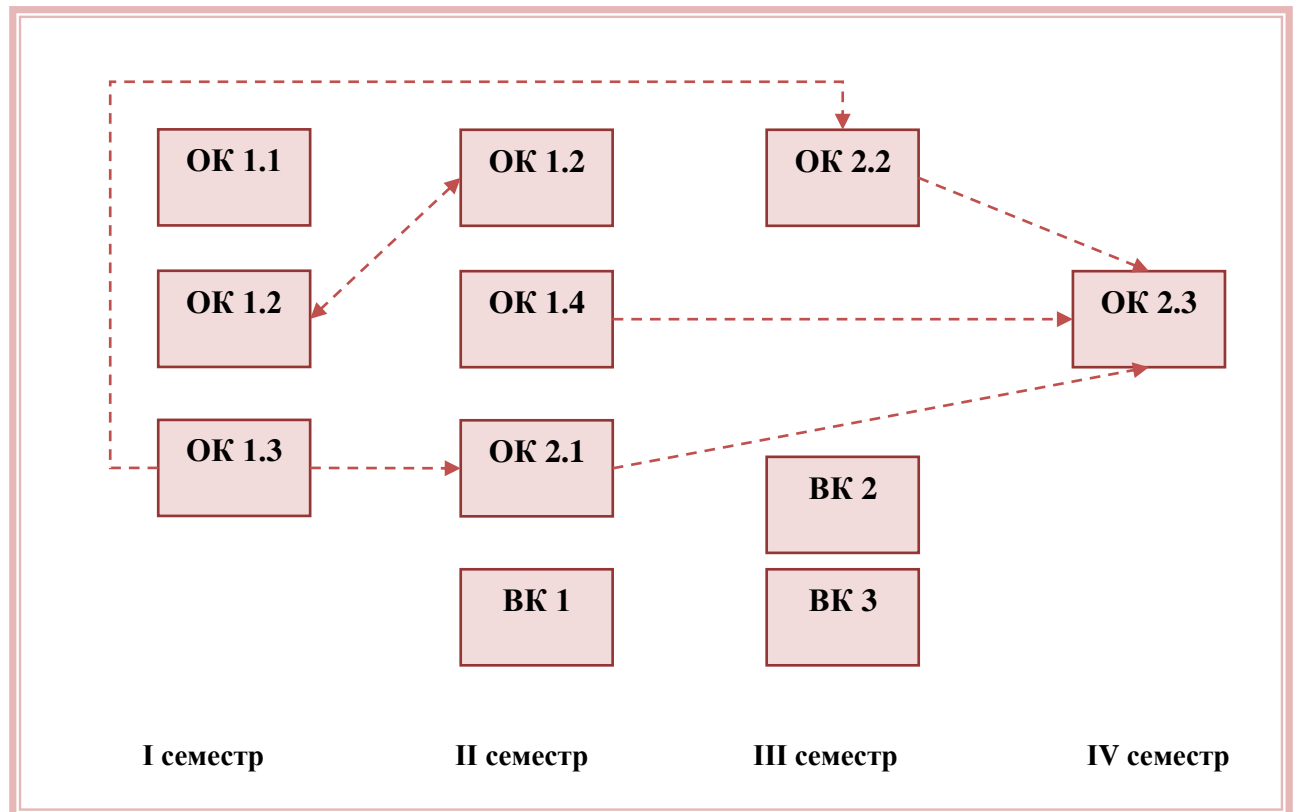 ОК 1.1
ОК 1.2
ОК 2.2
ОК 1.2
ОК 1.4
ОК 2.3
ОК 1.3
ОК 2.1
ВК 2
ВК 1
ВК 3
I семестр
II семестр
III семестр
IV семестр